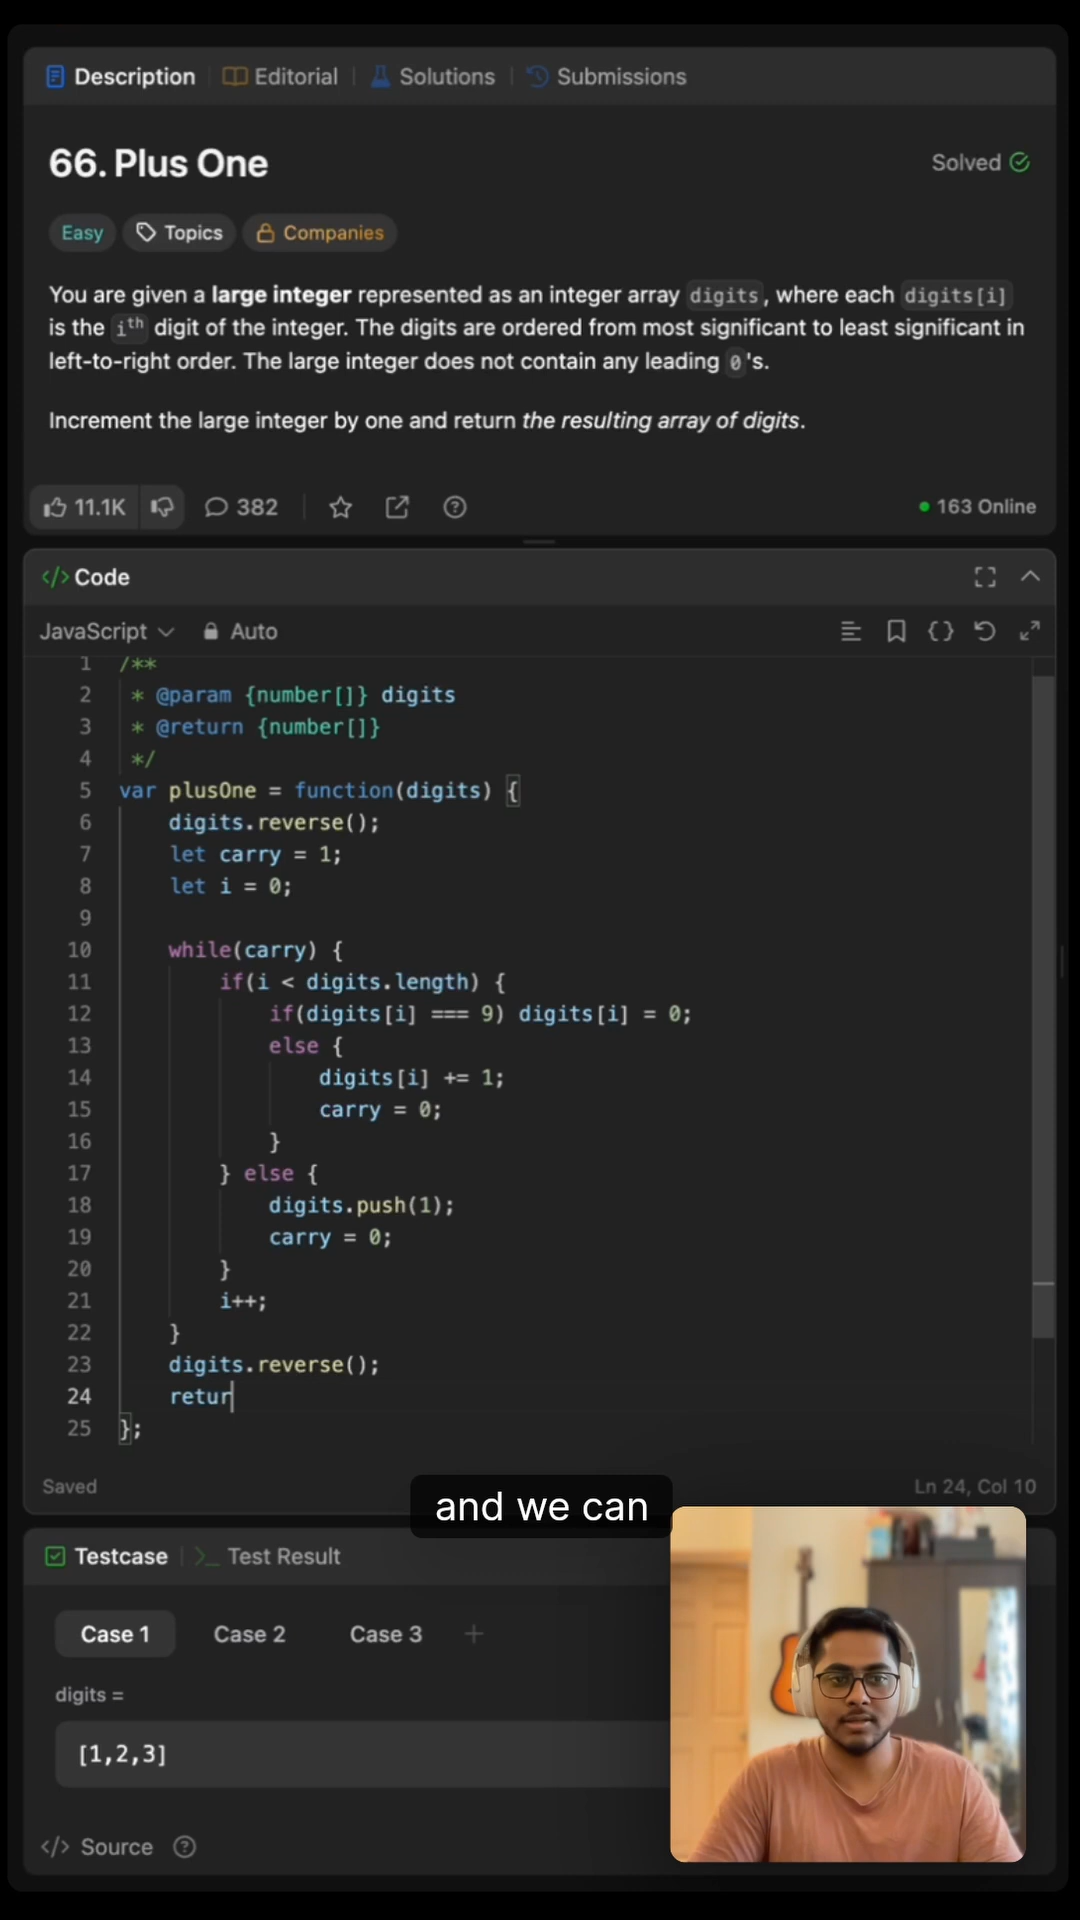 Description Editorial Solutions Submissions
66. Plus One
Solved
Easy Topics Companies
You are given a large integer represented as an integer array digits, where each digits[i]
is the ith digit of the integer. The digits are ordered from most significant to least significant in
left-to-right order. The large integer does not contain any leading 0's.
Increment the large integer by one and return the resulting array of digits.
11.1K 382 163 Online
</> Code
JavaScript Auto
1 /**
2 * @param {number[]} digits
3 * @return {number[]}
4 */
5 var plusOne = function(digits) {
6 digits.reverse();
7 let carry = 1;
8 let i = 0;
9
10 while(carry) {
11 if(i < digits.length) {
12 if(digits[i] === 9) digits[i] = 0;
13 else {
14 digits[i] += 1;
15 carry = 0;
16 }
17 } else {
18 digits.push(1);
19 carry = 0;
20 }
21 i++;
22 }
23 digits.reverse();
24 retur
25 };
Saved
Ln 24, Col 10
and we can
Testcase >_ Test Result
Case 1 Case 2 Case 3 +
digits =
[1,2,3]
</> Source